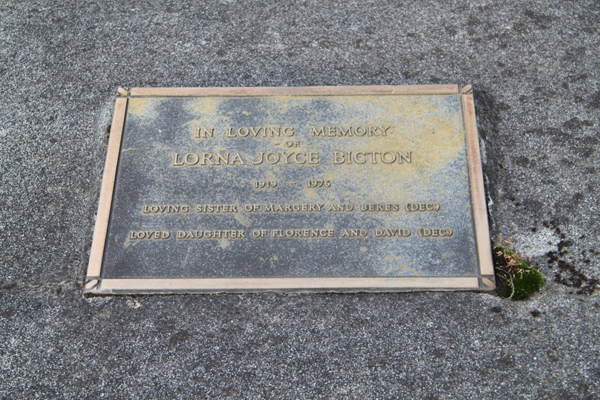 IN LOVING MEMORY
- OF -
LORNA JOYCE BICTON
1919 - 1976
LOVING SISTER OF MARGERY AND BERES (DEC)
LOVED DAUGHTER OF FLORENCE AND DAVID (DEC)